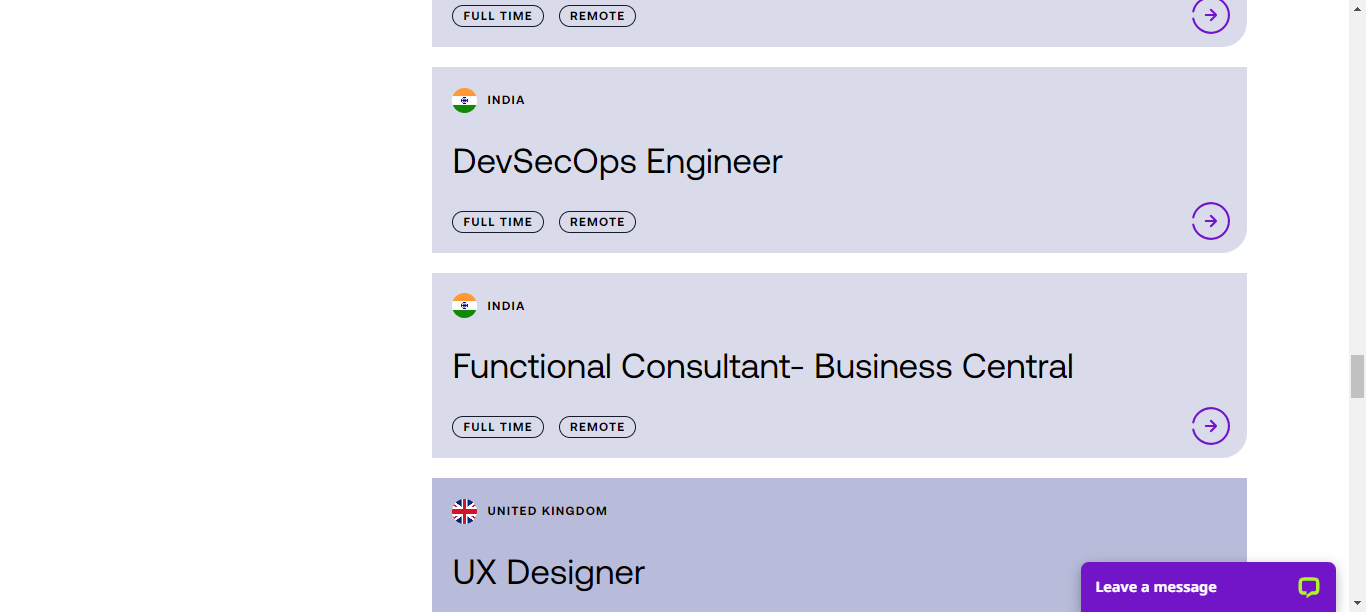 FULL TIME REMOTE
INDIA
DevSecOps Engineer
FULL TIME REMOTE
INDIA
Functional Consultant- Business Central
FULL TIME REMOTE
UNITED KINGDOM
UX Designer
Leave a message